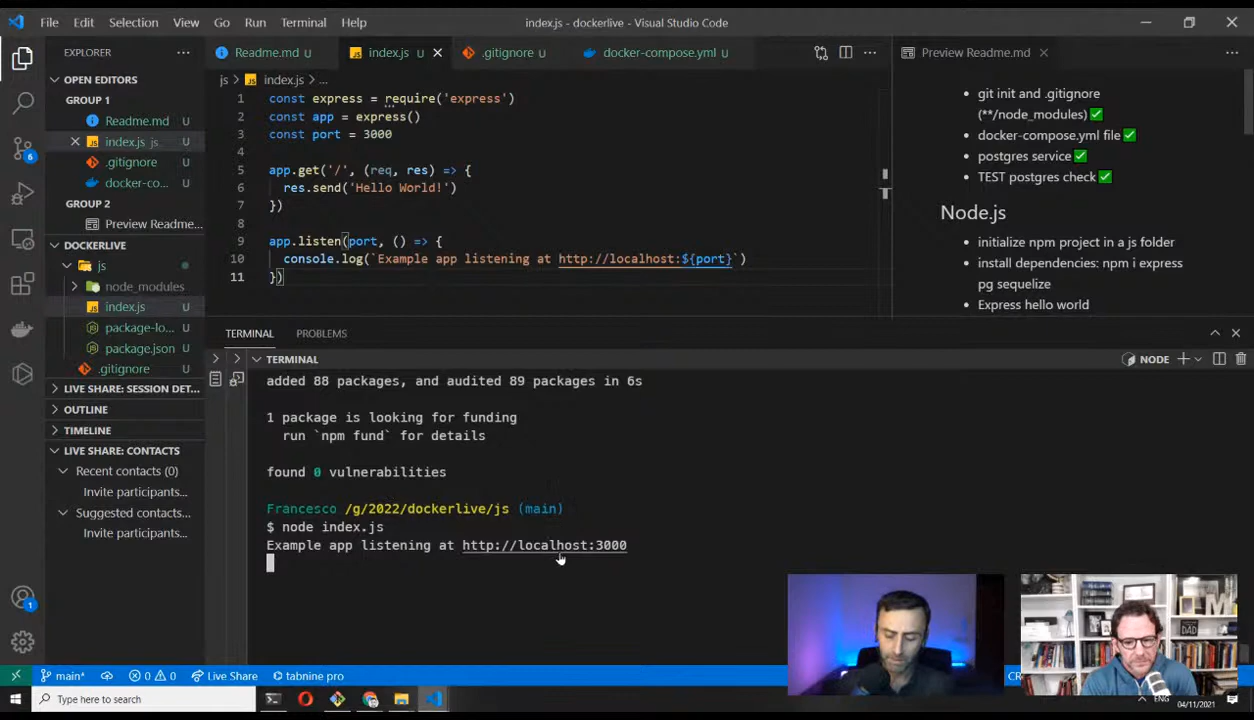 File Edit Selection View Go Run Terminal Help
index.js - dockerlive - Visual Studio Code
EXPLORER
OPEN EDITORS
GROUP 1
Readme.md U
index.js js U
.gitignore U
docker-co... U
GROUP 2
Preview Readme...
DOCKERLIVE
js
node_modules
index.js U
package-lo... U
package.json U
.gitignore U
LIVE SHARE: SESSION DET...
OUTLINE
TIMELINE
LIVE SHARE: CONTACTS
Recent contacts (0)
Invite participants...
Suggested contacts...
Invite participants...
6
1
Readme.md U
index.js U
.gitignore U
docker-compose.yml U
js > index.js > ...
1 const express = require('express')
2 const app = express()
3 const port = 3000
4
5 app.get('/', (req, res) => {
6 res.send('Hello World!')
7 })
8
9 app.listen(port, () => {
10 console.log(`Example app listening at http://localhost:${port}`)
11 })
Preview Readme.md
git init and .gitignore
(**/node_modules) ✅
docker-compose.yml file ✅
postgres service ✅
TEST postgres check ✅
Node.js
initialize npm project in a js folder
install dependencies: npm i express
pg sequelize
Express hello world
TERMINAL PROBLEMS
TERMINAL
NODE
added 88 packages, and audited 89 packages in 6s
1 package is looking for funding
run `npm fund` for details
found 0 vulnerabilities
Francesco /g/2022/dockerlive/js (main)
$ node index.js
Example app listening at http://localhost:3000
DAD
main* 0 0 Live Share tabnine pro
Type here to search
ENG
04/11/2021